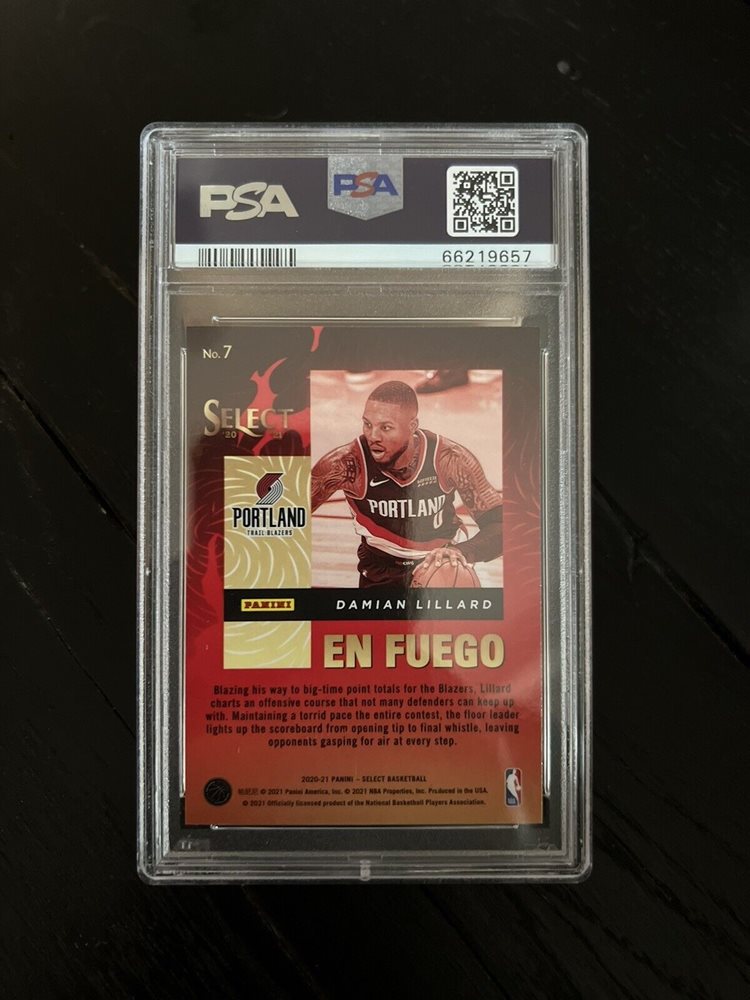 PSA
PSA
66219657
No. 7
SELECT
20 21
PORTLAND
TRAIL BLAZERS
PORTLAND
0
PANINI
DAMIAN LILLARD
EN FUEGO
Blazing his way to big-time point totals for the Blazers, Lillard
charts an offensive course that not many defenders can keep up
with. Maintaining a torrid pace the entire contest, the floor leader
lights up the scoreboard from opening tip to final whistle, leaving
opponents gasping for air at every step.
2020-21 PANINI – SELECT BASKETBALL
© 2021 Panini America, Inc. © 2021 NBA Properties, Inc. Produced in the USA.
© 2021 Officially licensed product of the National Basketball Players Association.